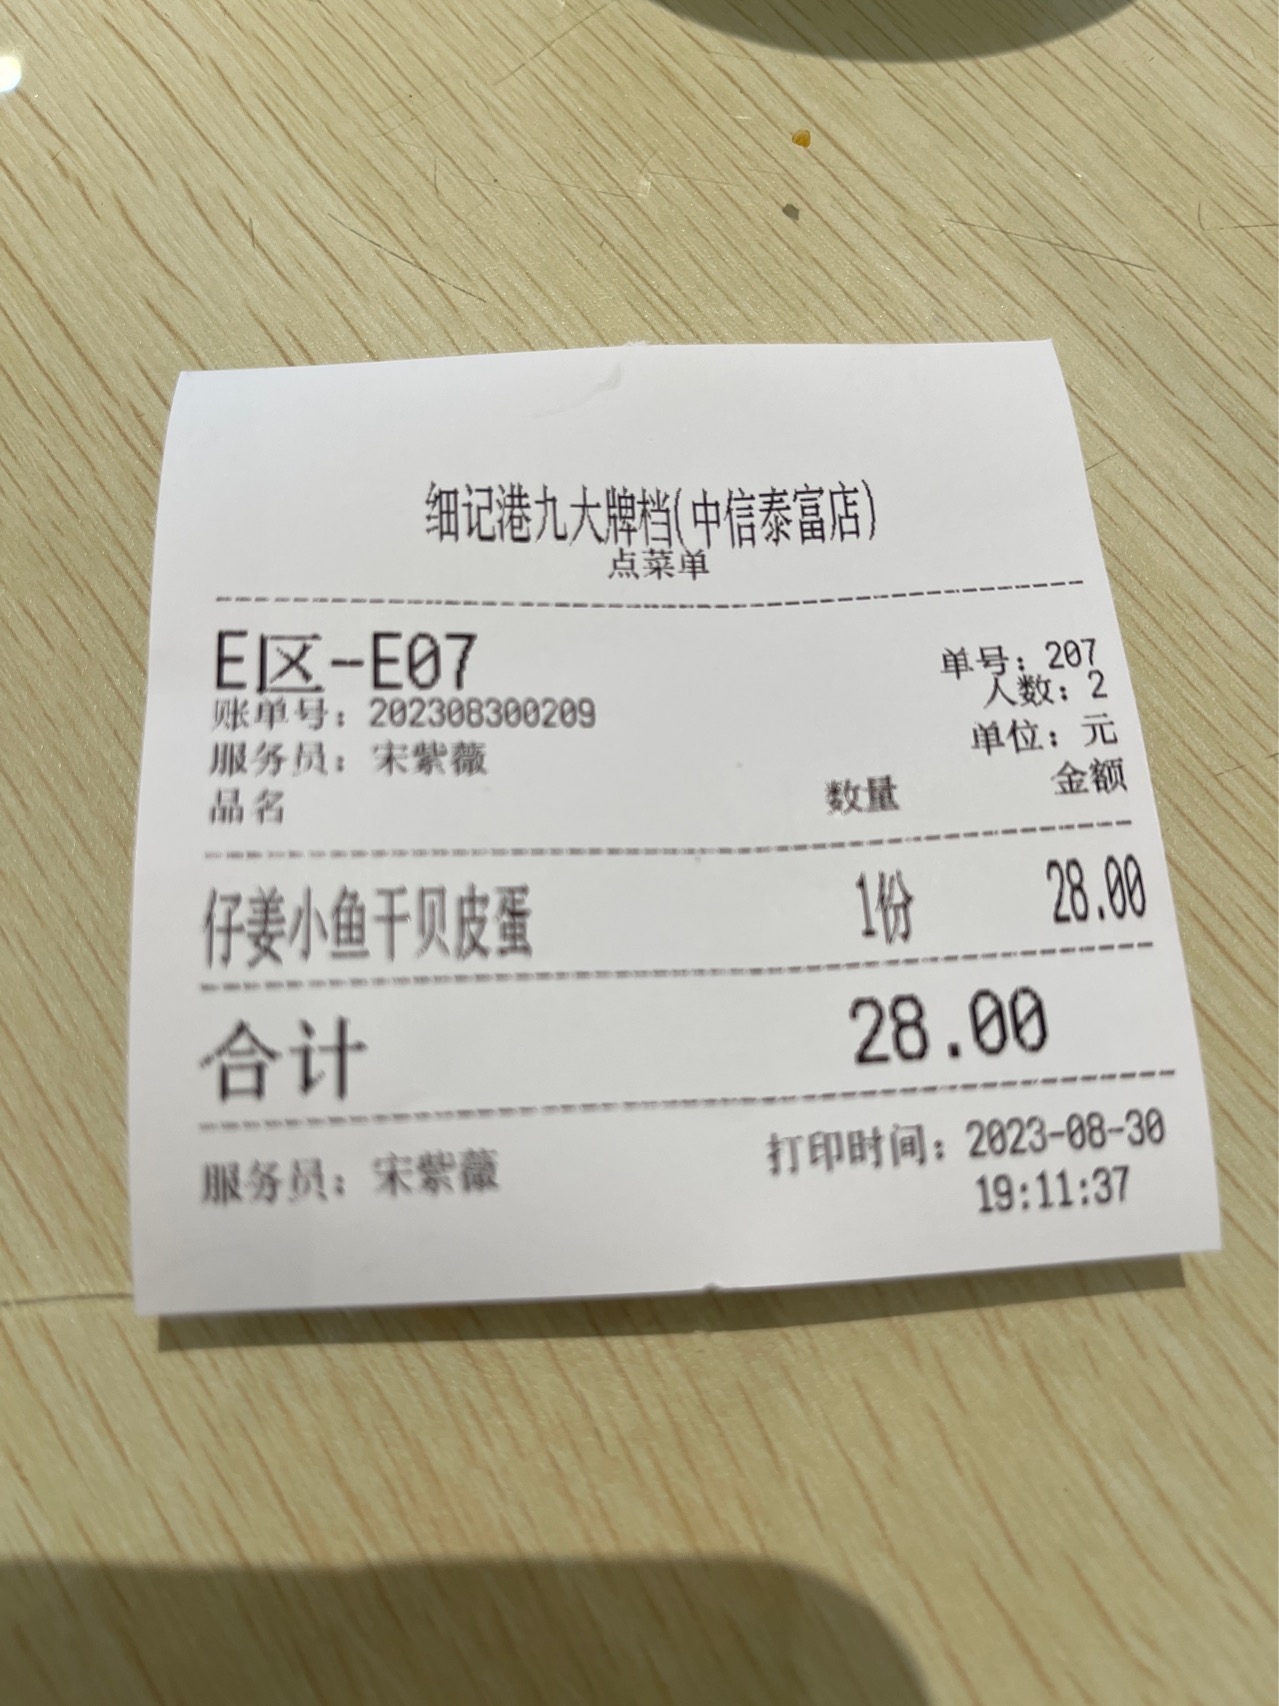 细记港九大牌档(中信泰富店)
点菜单
E区-E07
单号：207
人数：2
账单号：202308300209
单位：元
服务员：宋紫薇
品名 数量 金额
仔姜小鱼干贝皮蛋 1份 28.00
合计 28.00
服务员：宋紫薇 打印时间：2023-08-30
19:11:37